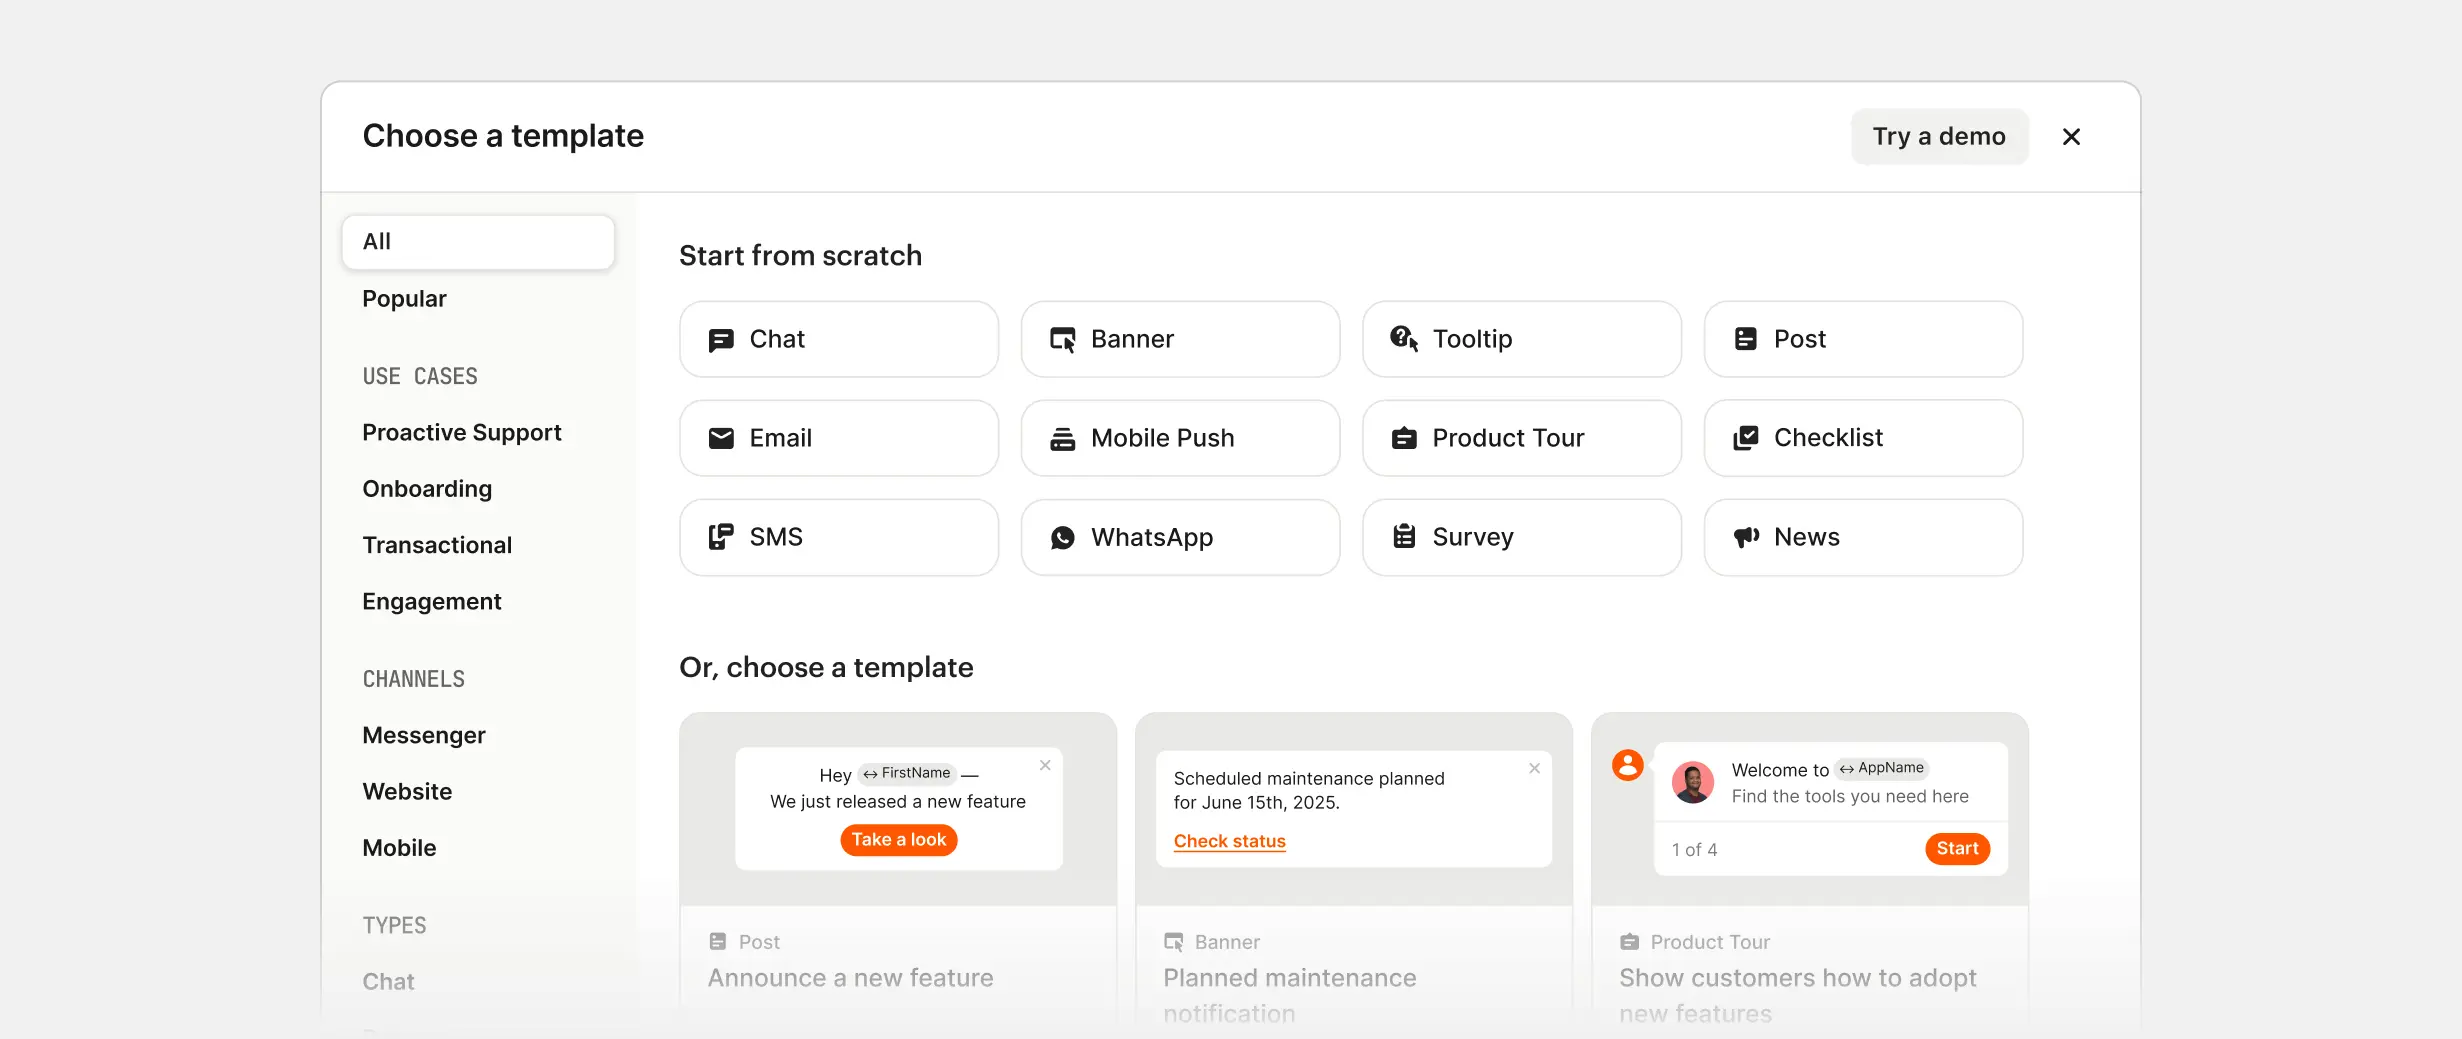 Choose a template
Try a demo
All
Popular
USE CASES
Proactive Support
Onboarding
Transactional
Engagement
CHANNELS
Messenger
Website
Mobile
TYPES
Chat
Start from scratch
Chat
Banner
Tooltip
Post
Email
Mobile Push
Product Tour
Checklist
SMS
WhatsApp
Survey
News
Or, choose a template
Hey FirstName —
We just released a new feature
Take a look
Post
Announce a new feature
Scheduled maintenance planned
for June 15th, 2025.
Check status
Banner
Planned maintenance
notification
Welcome to AppName
Find the tools you need here
1 of 4
Start
Product Tour
Show customers how to adopt
new features